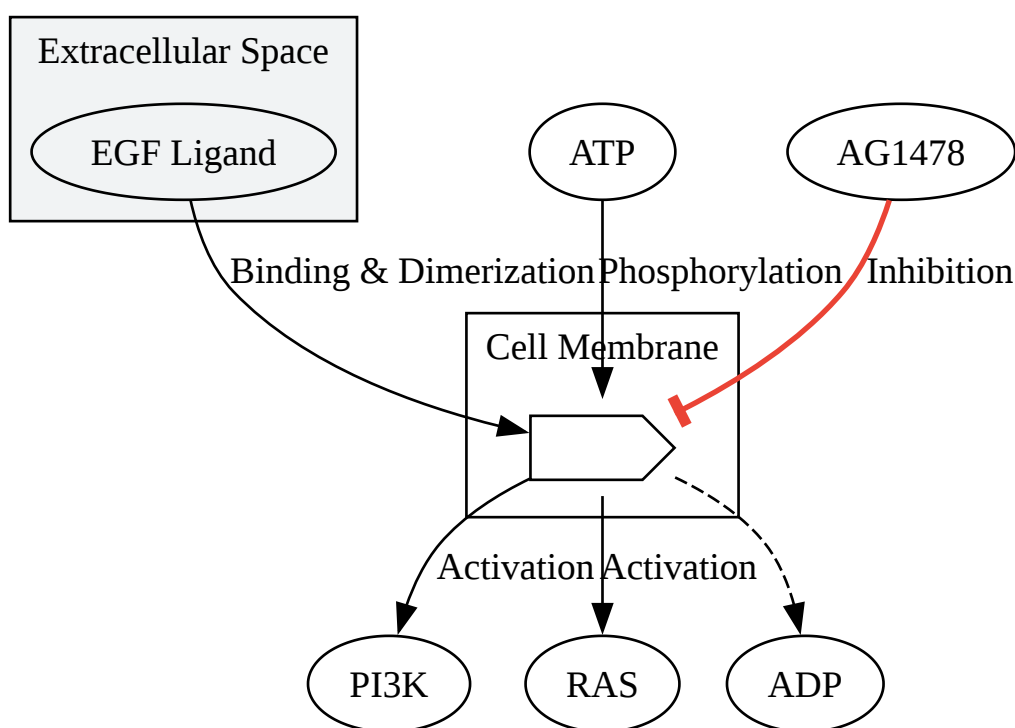 Extracellular Space
EGF Ligand
ATP
AG1478
Binding & Dimerization
Phosphorylation
Inhibition
Cell Membrane
Activation
Activation
PI3K
RAS
ADP